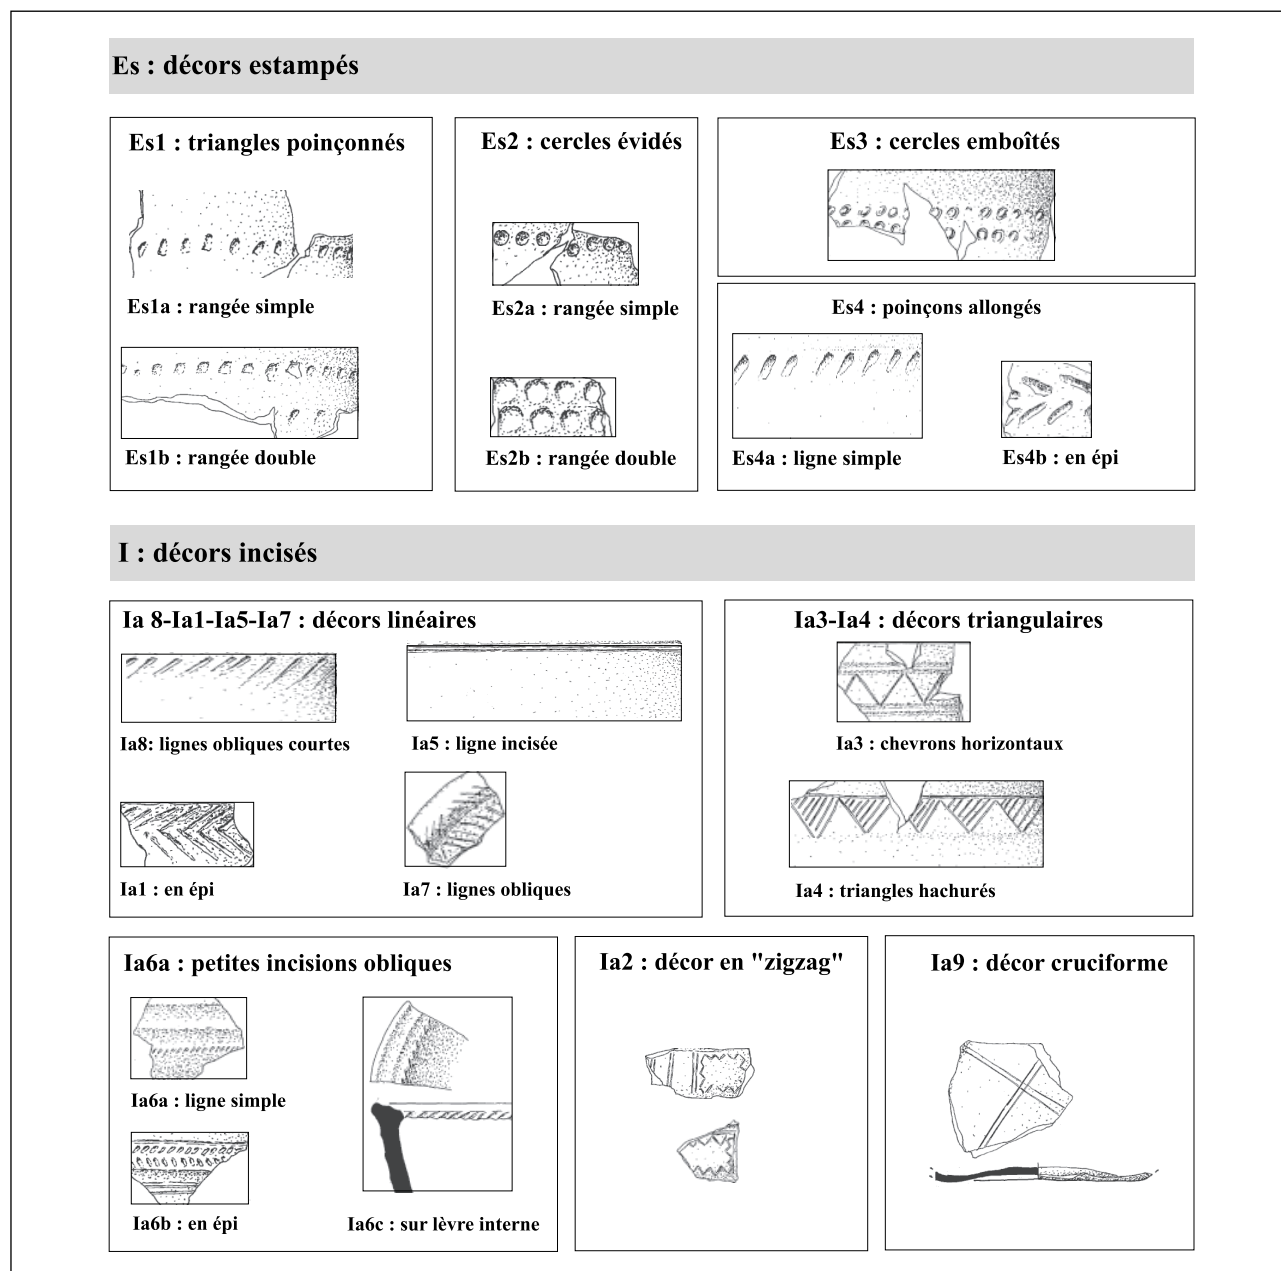 Es : décors estampés
Es1 : triangles poinçonnés
Es1a : rangée simple
Es1b : rangée double
Es2 : cercles évidés
Es2a : rangée simple
Es2b : rangée double
Es3 : cercles emboîtés
Es4 : poinçons allongés
Es4a : ligne simple
Es4b : en épi
I : décors incisés
Ia 8-Ia1-Ia5-Ia7 : décors linéaires
Ia8: lignes obliques courtes
Ia5 : ligne incisée
Ia1 : en épi
Ia7 : lignes obliques
Ia3-Ia4 : décors triangulaires
Ia3 : chevrons horizontaux
Ia4 : triangles hachurés
Ia6a : petites incisions obliques
Ia6a : ligne simple
Ia6b : en épi
Ia6c : sur lèvre interne
Ia2 : décor en "zigzag"
Ia9 : décor cruciforme